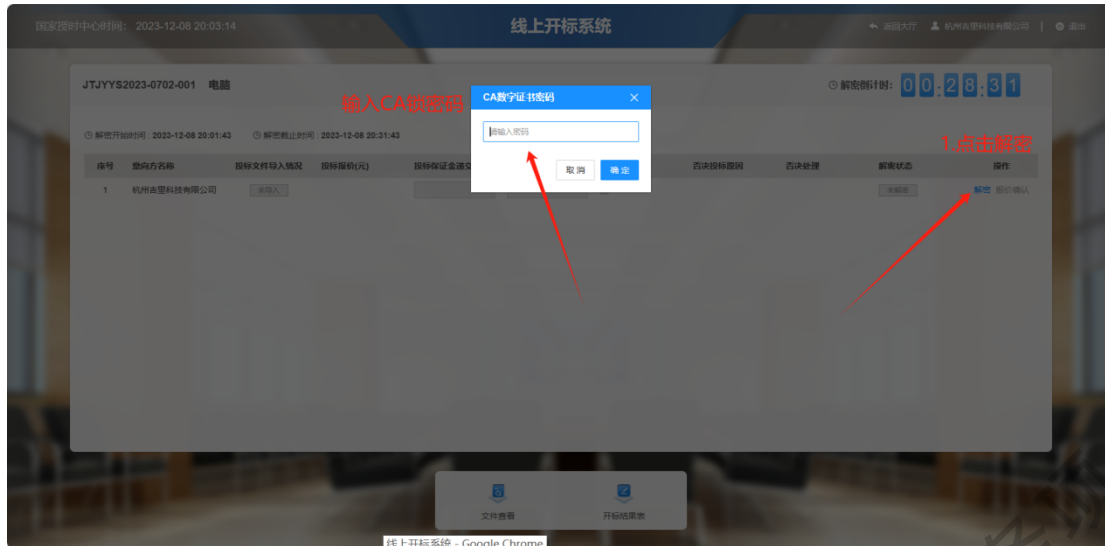 国家授时中心时间： 2023-12-08 20:03:14
线上开标系统
返回大厅 杭州吉里科技有限公司 | 退出
JTJYYS2023-0702-001 电脑
解密倒计时： 00:28:31
输入CA锁密码
CA数字证书密码
请输入密码
取消 确定
解密开始时间：2023-12-08 20:01:43 解密截止时间：2023-12-08 20:31:43
1.点击解密
序号 意向方名称 投标文件导入情况 投标报价(元) 投标保证金递交 否决投标原因 否决处理 解密状态 操作
1 杭州吉里科技有限公司 未导入 未解密 解密 报价确认
文件查看 开标结果表
线上开标系统 - Google Chrome